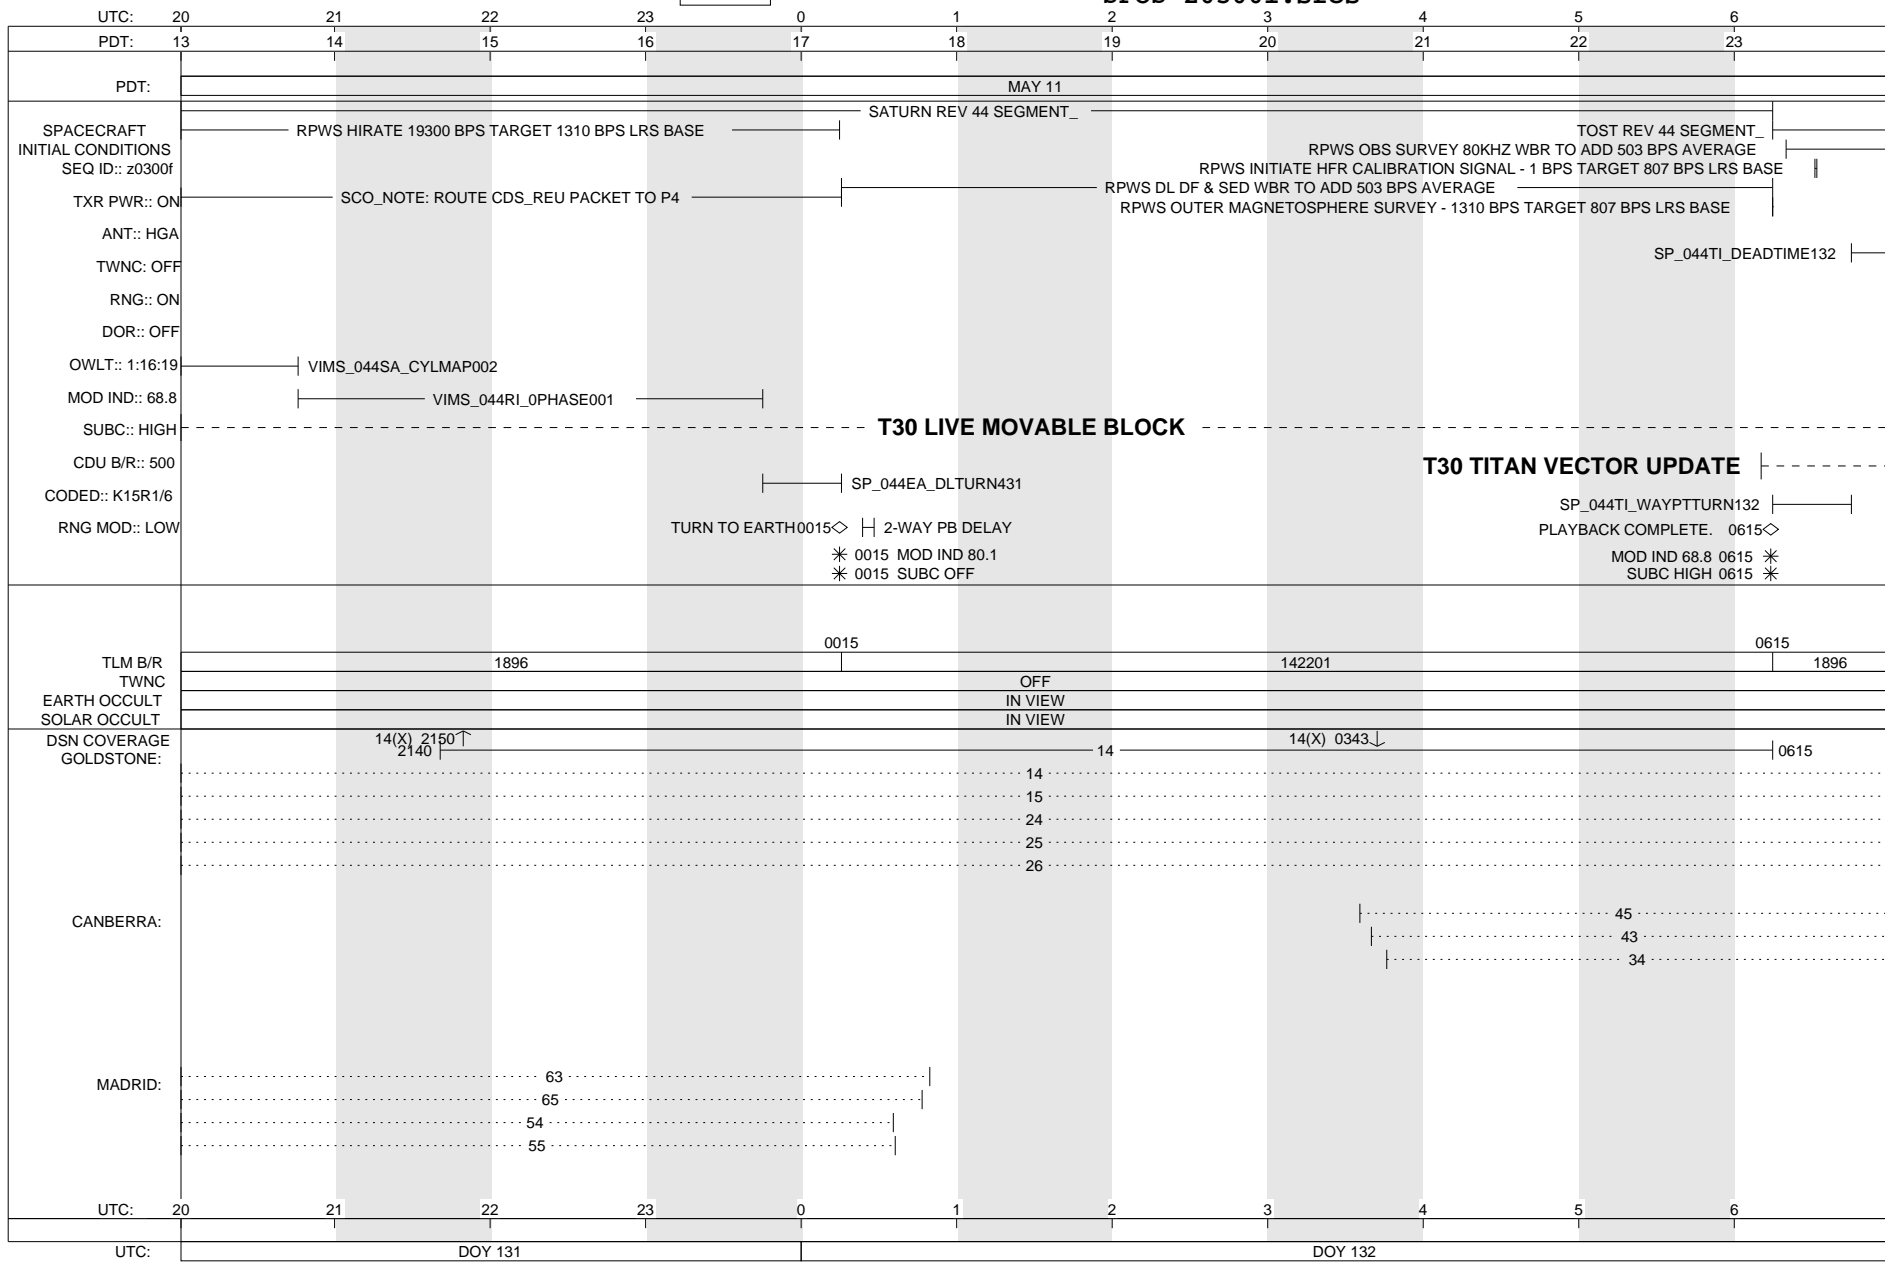 UTC: 20 21 22 23 0 1 2 3 4 5 6
PDT: 13 14 15 16 17 18 19 20 21 22 23
PDT: MAY 11
SATURN REV 44 SEGMENT_
SPACECRAFT
INITIAL CONDITIONS
RPWS HIRATE 19300 BPS TARGET 1310 BPS LRS BASE
TOST REV 44 SEGMENT_
RPWS OBS SURVEY 80KHZ WBR TO ADD 503 BPS AVERAGE
SEQ ID:: z0300f
RPWS INITIATE HFR CALIBRATION SIGNAL - 1 BPS TARGET 807 BPS LRS BASE
RPWS DL DF & SED WBR TO ADD 503 BPS AVERAGE
TXR PWR:: ON
SCO_NOTE: ROUTE CDS_REU PACKET TO P4
RPWS OUTER MAGNETOSPHERE SURVEY - 1310 BPS TARGET 807 BPS LRS BASE
ANT:: HGA
SP_044TI_DEADTIME132
TWNC: OFF
RNG:: ON
DOR:: OFF
OWLT:: 1:16:19
VIMS_044SA_CYLMAP002
MOD IND:: 68.8
VIMS_044RI_0PHASE001
SUBC:: HIGH
T30 LIVE MOVABLE BLOCK
CDU B/R:: 500
T30 TITAN VECTOR UPDATE
SP_044EA_DLTURN431
CODED:: K15R1/6
SP_044TI_WAYPTTURN132
RNG MOD:: LOW
TURN TO EARTH0015
2-WAY PB DELAY
PLAYBACK COMPLETE. 0615
0015 MOD IND 80.1
MOD IND 68.8 0615
0015 SUBC OFF
SUBC HIGH 0615
0015 0615
TLM B/R 1896 142201 1896
TWNC OFF
EARTH OCCULT IN VIEW
SOLAR OCCULT IN VIEW
DSN COVERAGE
14(X) 2150
14(X) 0343
GOLDSTONE:
2140 14 0615
14
15
24
25
26
CANBERRA:
45
43
34
MADRID:
63
65
54
55
UTC: 20 21 22 23 0 1 2 3 4 5 6
UTC: DOY 131 DOY 132